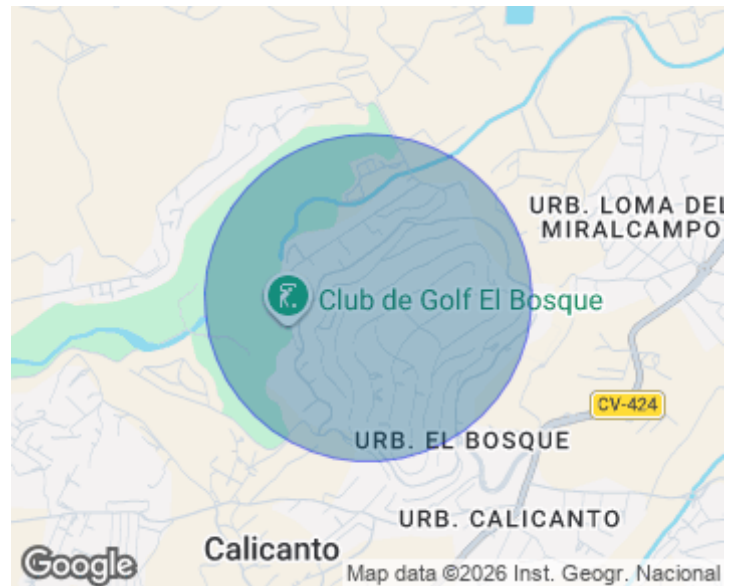 URB. LOMA DEL
MIRALCAMPO
Club de Golf El Bosque
CV-424
URB. EL BOSQUE
URB. CALICANTO
Calicanto
Google
Map data ©2026 Inst. Geogr. Nacional